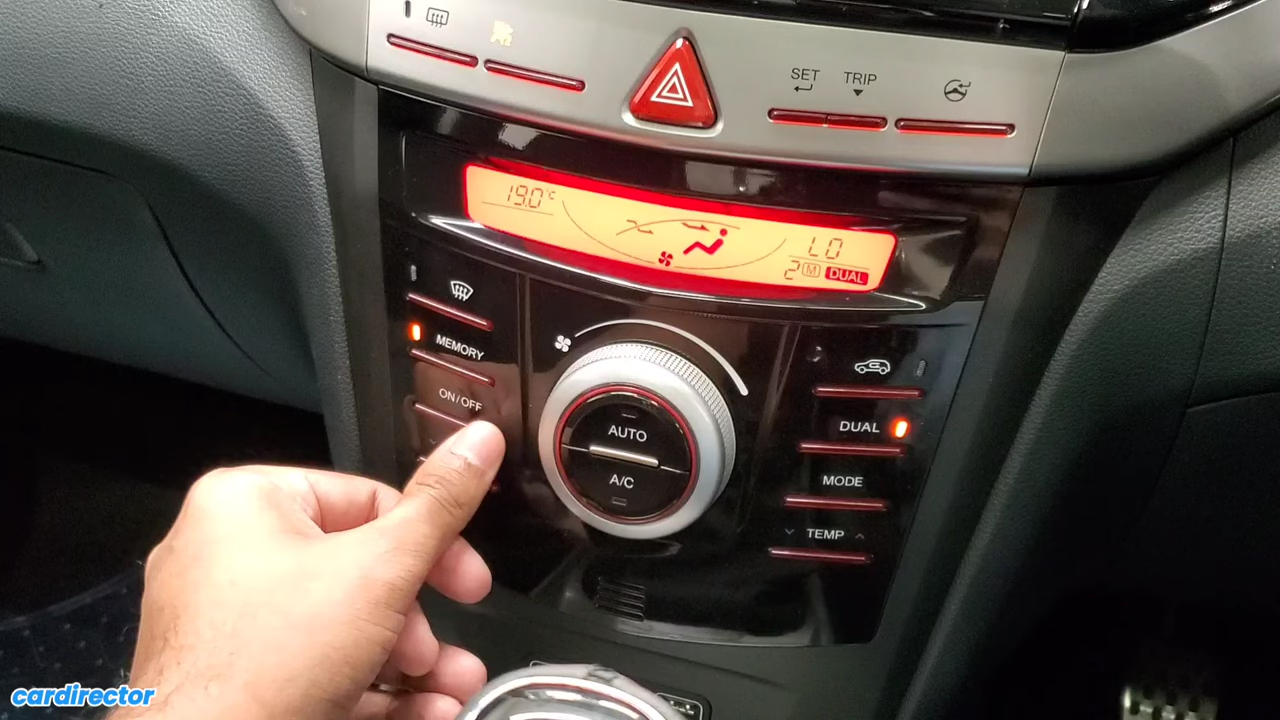 SET TRIP
19.0°C
LO
2 M DUAL
MEMORY
ON/OFF
AUTO
A/C
DUAL
MODE
TEMP
cardirector